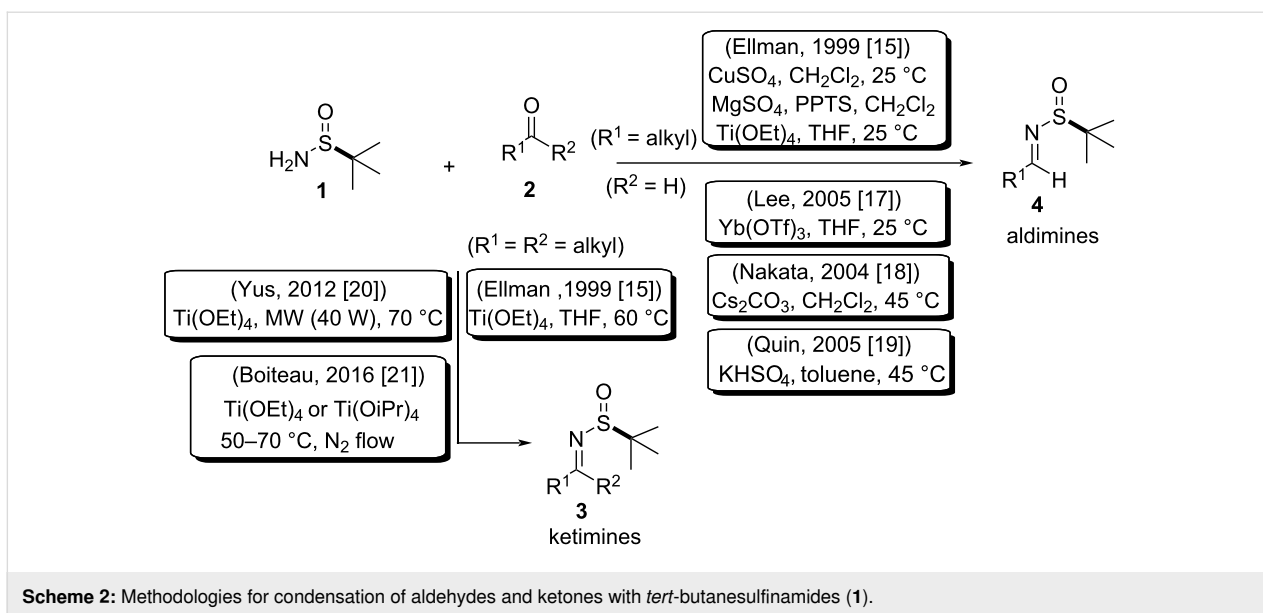 (Ellman, 1999 [15])
CuSO₄, CH₂Cl₂, 25 °C
MgSO₄, PPTS, CH₂Cl₂
Ti(OEt)₄, THF, 25 °C
O
S
H₂N
1
+
O
R¹ R²
2
(R¹ = alkyl)
(R² = H)
O
N S
R¹ H
4
aldimines
(Lee, 2005 [17])
Yb(OTf)₃, THF, 25 °C
(Nakata, 2004 [18])
Cs₂CO₃, CH₂Cl₂, 45 °C
(Quin, 2005 [19])
KHSO₄, toluene, 45 °C
(R¹ = R² = alkyl)
(Yus, 2012 [20])
Ti(OEt)₄, MW (40 W), 70 °C
(Ellman ,1999 [15])
Ti(OEt)₄, THF, 60 °C
(Boiteau, 2016 [21])
Ti(OEt)₄ or Ti(OiPr)₄
50–70 °C, N₂ flow
O
S
N
R¹ R²
3
ketimines
Scheme 2: Methodologies for condensation of aldehydes and ketones with tert-butanesulfinamides (1).